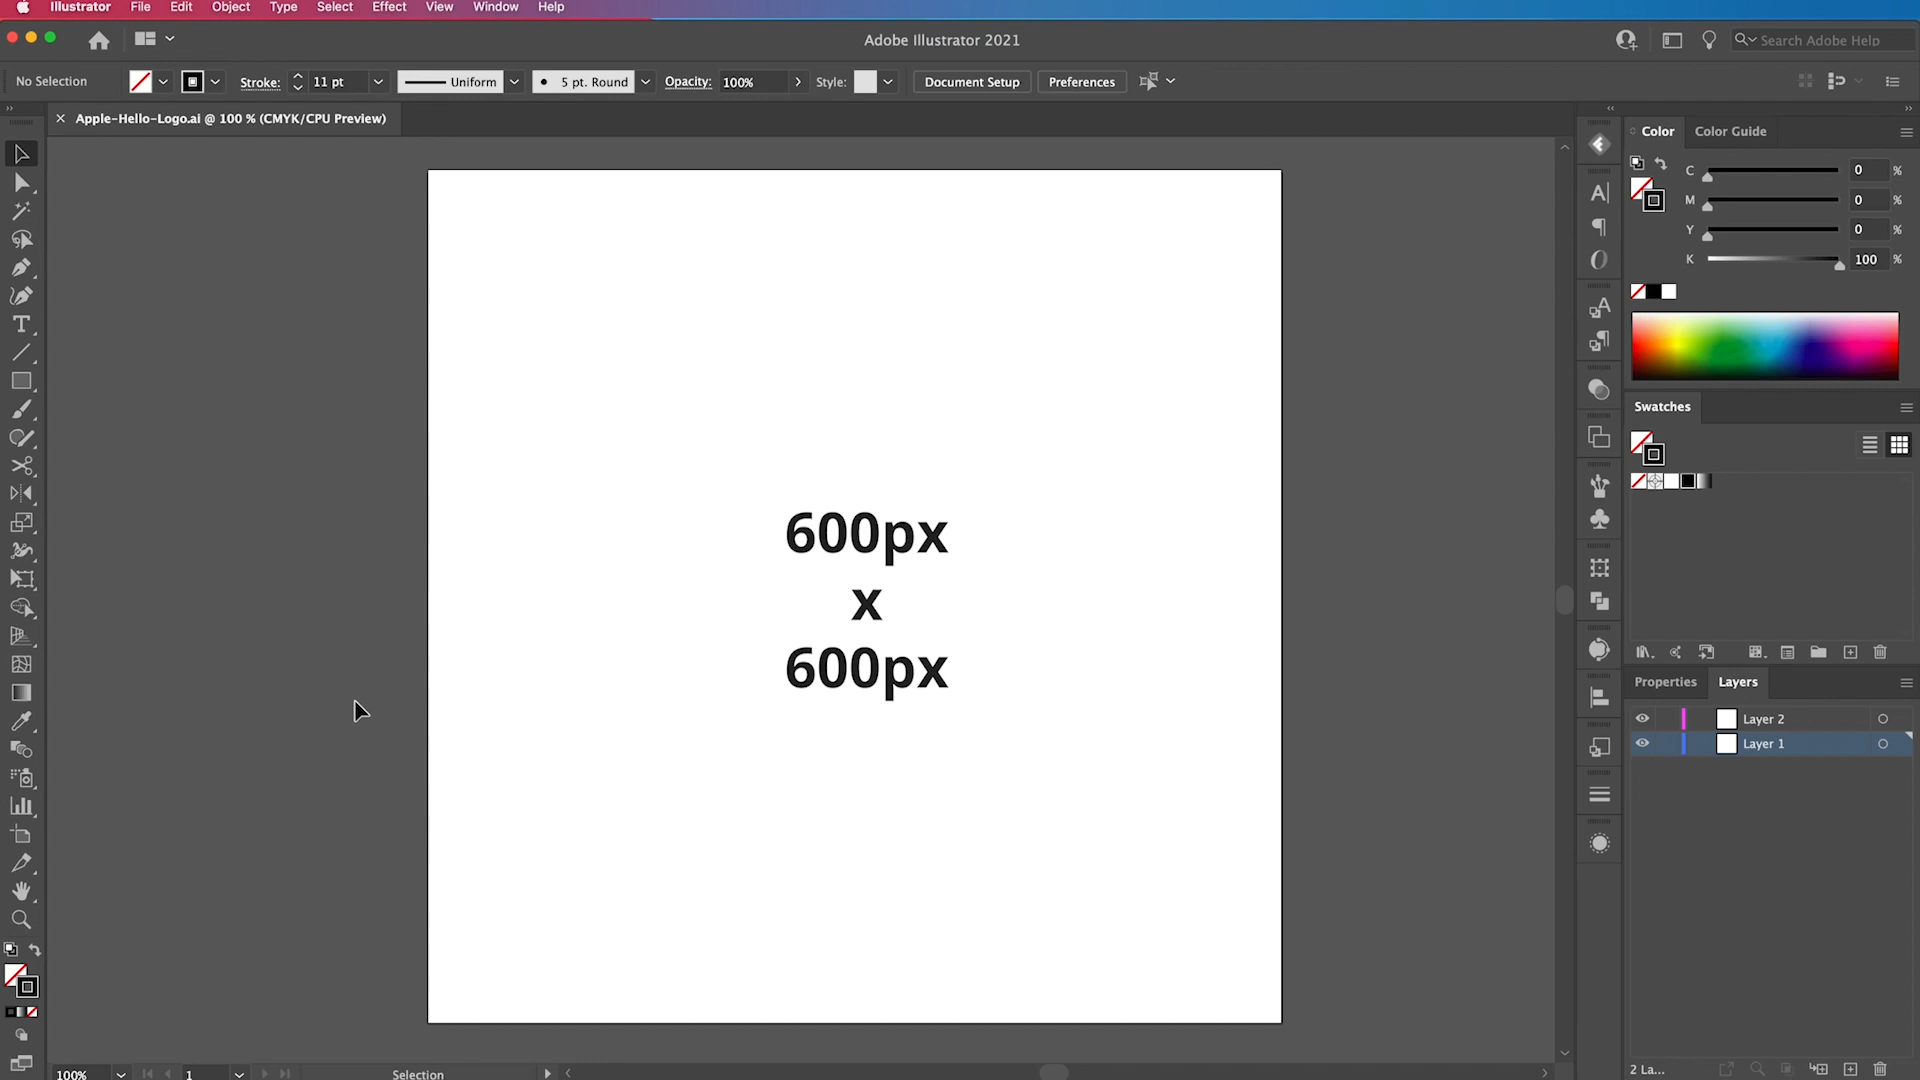 Illustrator File Edit Object Type Select Effect View Window Help
Adobe Illustrator 2021
Search Adobe Help
No Selection
Stroke: 11 pt
Uniform
5 pt. Round
Opacity: 100%
Style:
Document Setup
Preferences
Apple-Hello-Logo.ai @ 100 % (CMYK/CPU Preview)
Color Color Guide
C 0 %
M 0 %
Y 0 %
K 100 %
Swatches
600px
x
600px
Properties Layers
Layer 2
Layer 1
2 La...
100% 1 Selection